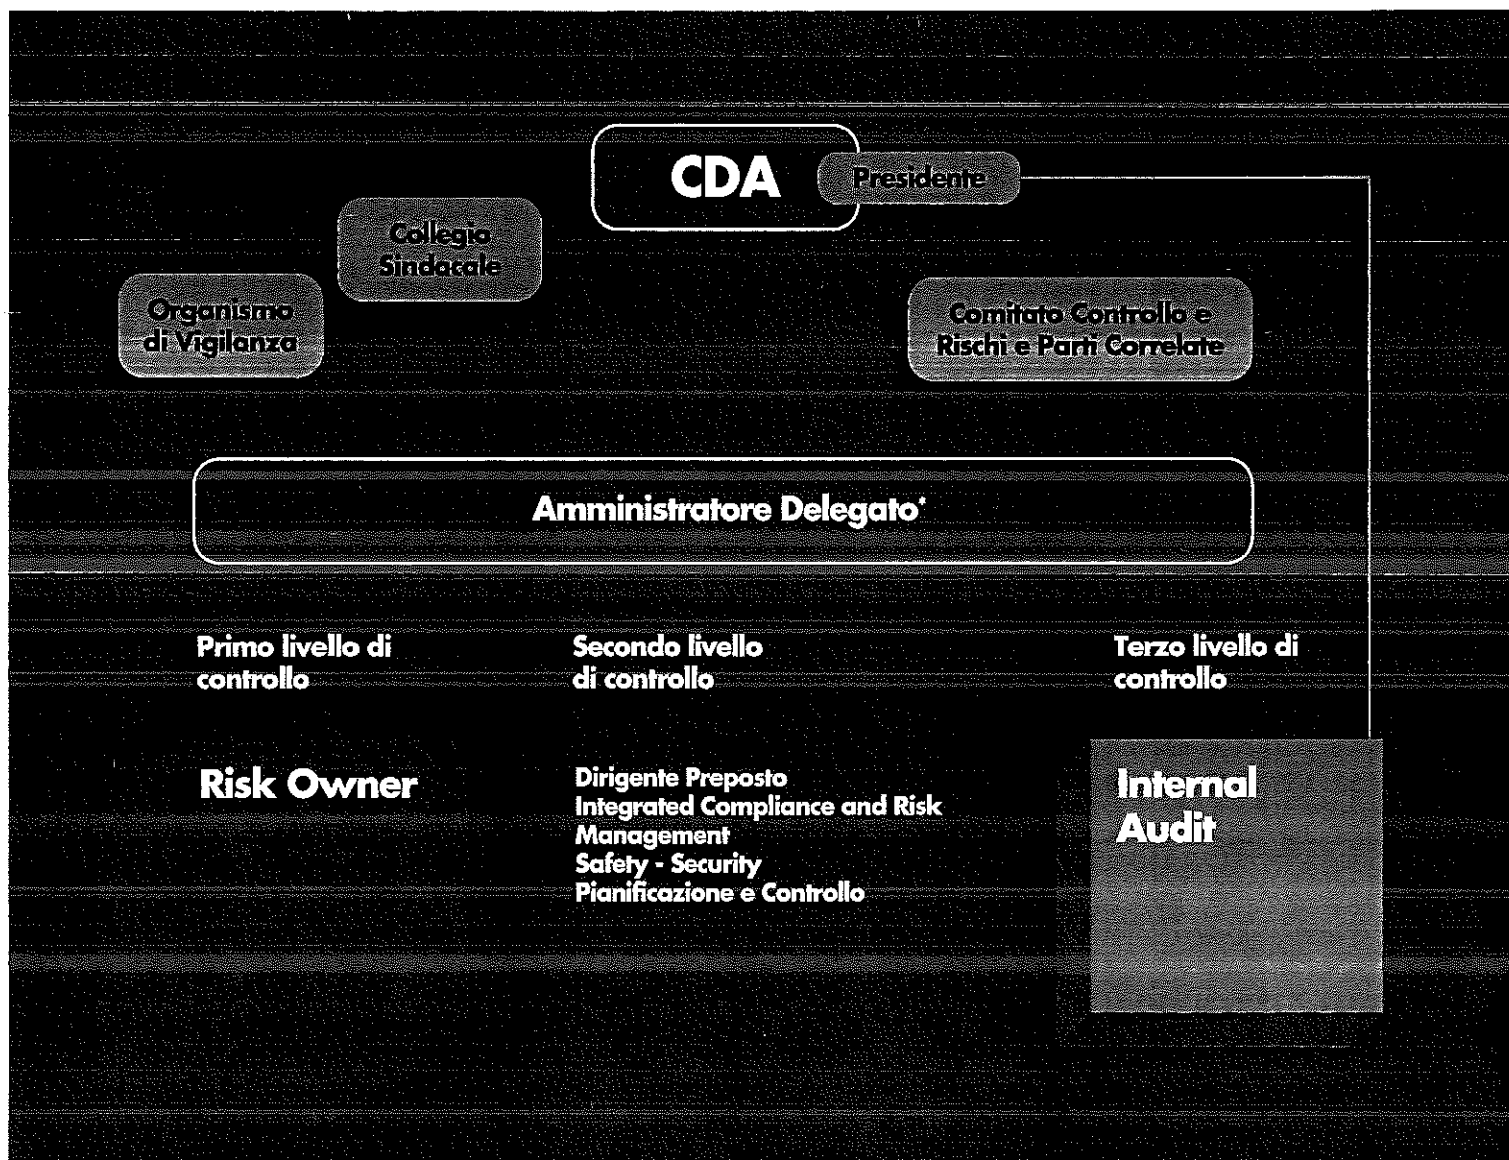 CDA
Presidente
Collegio
Sindacale
Organismo
di Vigilanza
Comitato Controllo e
Rischi e Parti Correlate
Amministratore Delegato*
Primo livello di
controllo
Secondo livello
di controllo
Terzo livello di
controllo
Risk Owner
Dirigente Preposto
Integrated Compliance and Risk
Management
Safety - Security
Pianificazione e Controllo
Internal
Audit